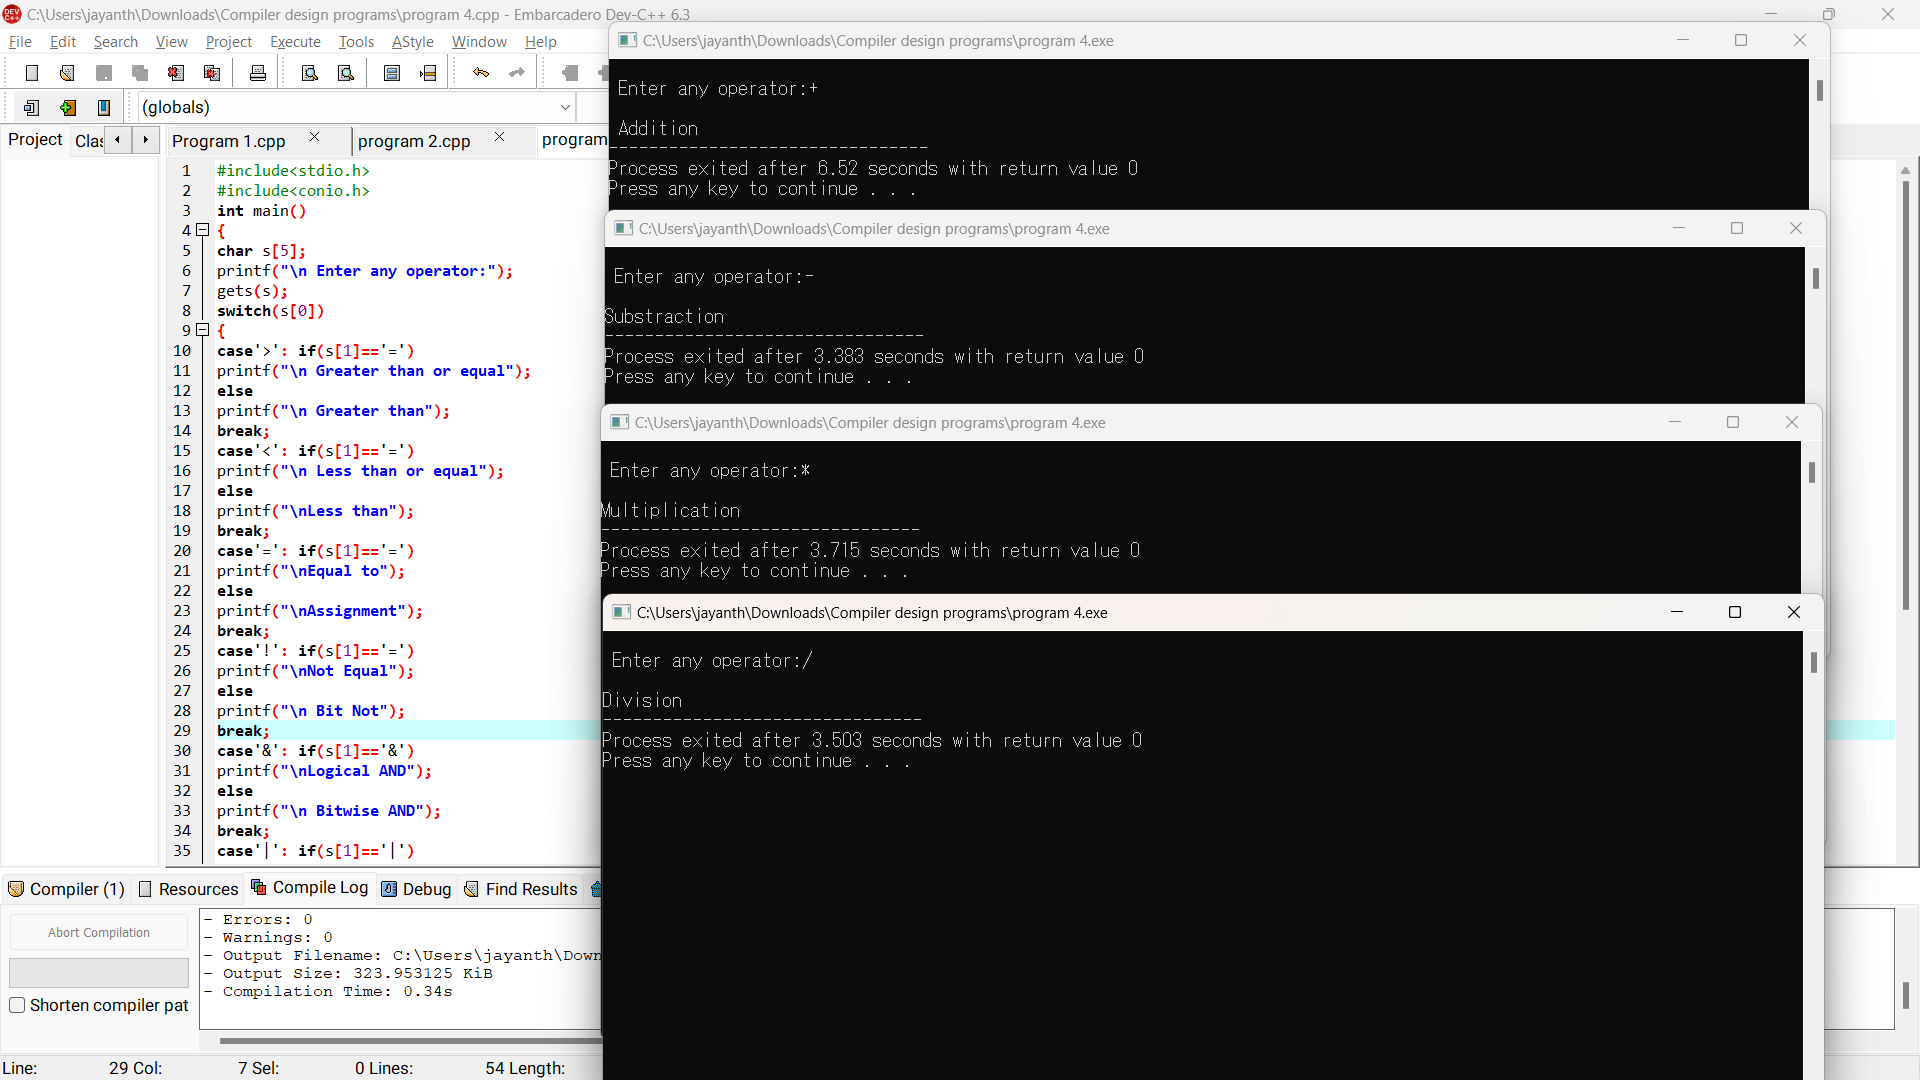 C:\Users\jayanth\Downloads\Compiler design programs\program 4.cpp - Embarcadero Dev-C++ 6.3
File Edit Search View Project Execute Tools AStyle Window Help
(globals)
Project Clas
Program 1.cpp program 2.cpp program
1 #include<stdio.h>
2 #include<conio.h>
3 int main()
4 {
5 char s[5];
6 printf("\n Enter any operator:");
7 gets(s);
8 switch(s[0])
9 {
10 case'>': if(s[1]=='=')
11 printf("\n Greater than or equal");
12 else
13 printf("\n Greater than");
14 break;
15 case'<': if(s[1]=='=')
16 printf("\n Less than or equal");
17 else
18 printf("\nLess than");
19 break;
20 case'=': if(s[1]=='=')
21 printf("\nEqual to");
22 else
23 printf("\nAssignment");
24 break;
25 case'!': if(s[1]=='=')
26 printf("\nNot Equal");
27 else
28 printf("\n Bit Not");
29 break;
30 case'&': if(s[1]=='&')
31 printf("\nLogical AND");
32 else
33 printf("\n Bitwise AND");
34 break;
35 case'|': if(s[1]=='|')
Compiler (1) Resources Compile Log Debug Find Results
Abort Compilation
Shorten compiler pat
- Errors: 0
- Warnings: 0
- Output Filename: C:\Users\jayanth\Down
- Output Size: 323.953125 KiB
- Compilation Time: 0.34s
Line: 29 Col: 7 Sel: 0 Lines: 54 Length:
C:\Users\jayanth\Downloads\Compiler design programs\program 4.exe
Enter any operator:+
Addition
--------------------------------
Process exited after 6.52 seconds with return value 0
Press any key to continue . . .
C:\Users\jayanth\Downloads\Compiler design programs\program 4.exe
Enter any operator:-
Substraction
--------------------------------
Process exited after 3.383 seconds with return value 0
Press any key to continue . . .
C:\Users\jayanth\Downloads\Compiler design programs\program 4.exe
Enter any operator:*
Multiplication
--------------------------------
Process exited after 3.715 seconds with return value 0
Press any key to continue . . .
C:\Users\jayanth\Downloads\Compiler design programs\program 4.exe
Enter any operator:/
Division
--------------------------------
Process exited after 3.503 seconds with return value 0
Press any key to continue . . .